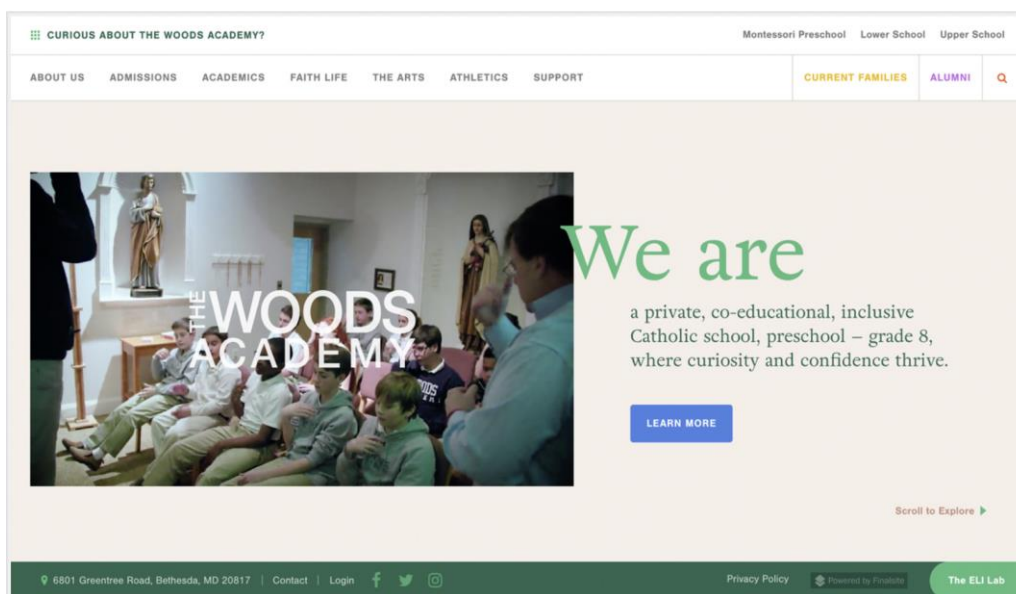 CURIOUS ABOUT THE WOODS ACADEMY?
Montessori Preschool Lower School Upper School
ABOUT US ADMISSIONS ACADEMICS FAITH LIFE THE ARTS ATHLETICS SUPPORT
CURRENT FAMILIES ALUMNI
THE WOODS
ACADEMY
WOODS
We are
a private, co-educational, inclusive
Catholic school, preschool – grade 8,
where curiosity and confidence thrive.
LEARN MORE
Scroll to Explore
6801 Greentree Road, Bethesda, MD 20817 | Contact | Login
Privacy Policy
Powered by Finalsite
The ELI Lab